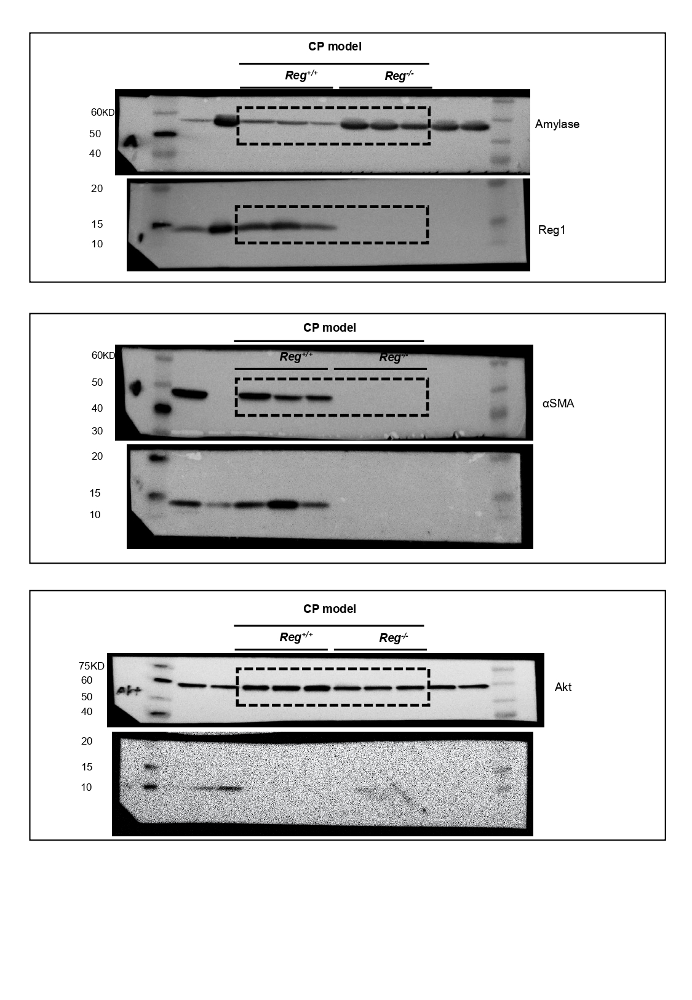 CP model
Reg+/+ Reg-/-
60KD
50
40
Amylase
20
15
10
Reg1
CP model
Reg+/+ Reg-/-
60KD
50
40
30
αSMA
20
15
10
CP model
Reg+/+ Reg-/-
75KD
60
50
40
Akt
Akt
20
15
10